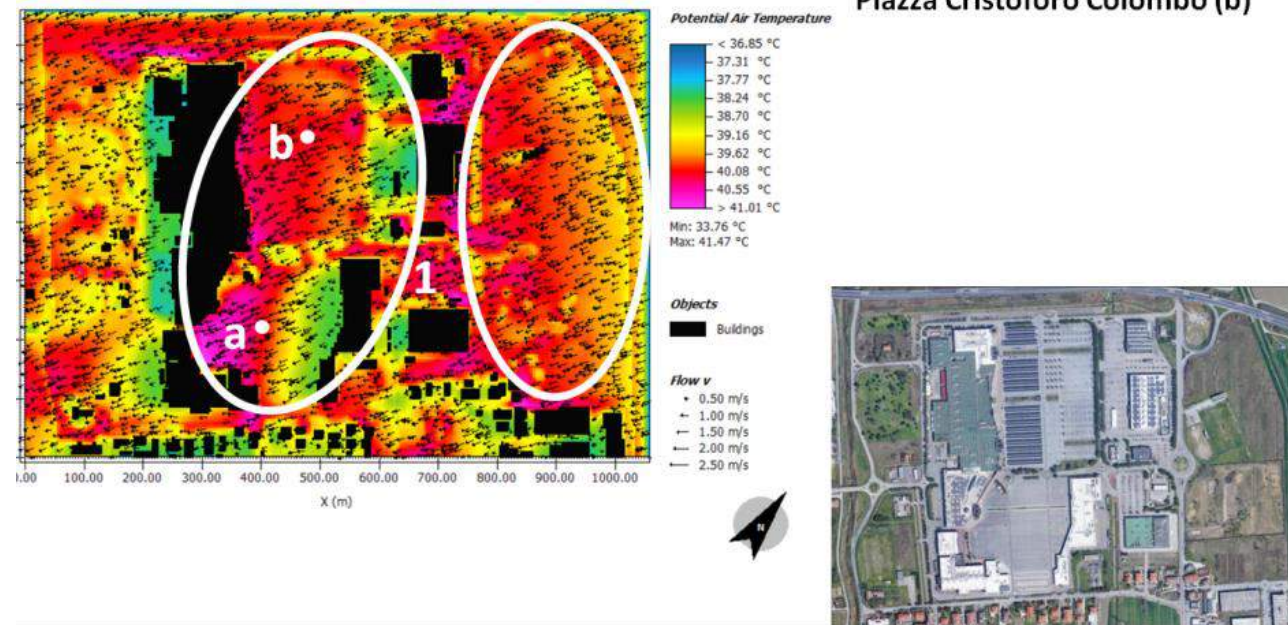 Piazza Cristoforo Colombo (b)
Potential Air Temperature
< 36.85 °C
37.31 °C
37.77 °C
38.24 °C
38.70 °C
39.16 °C
39.62 °C
40.08 °C
40.55 °C
> 41.01 °C
Min: 33.76 °C
Max: 41.47 °C
b
1
a
Objects
Buildings
Flow v
0.50 m/s
1.00 m/s
1.50 m/s
2.00 m/s
2.50 m/s
100.00 200.00 300.00 400.00 500.00 600.00 700.00 800.00 900.00 1000.00
X (m)
N